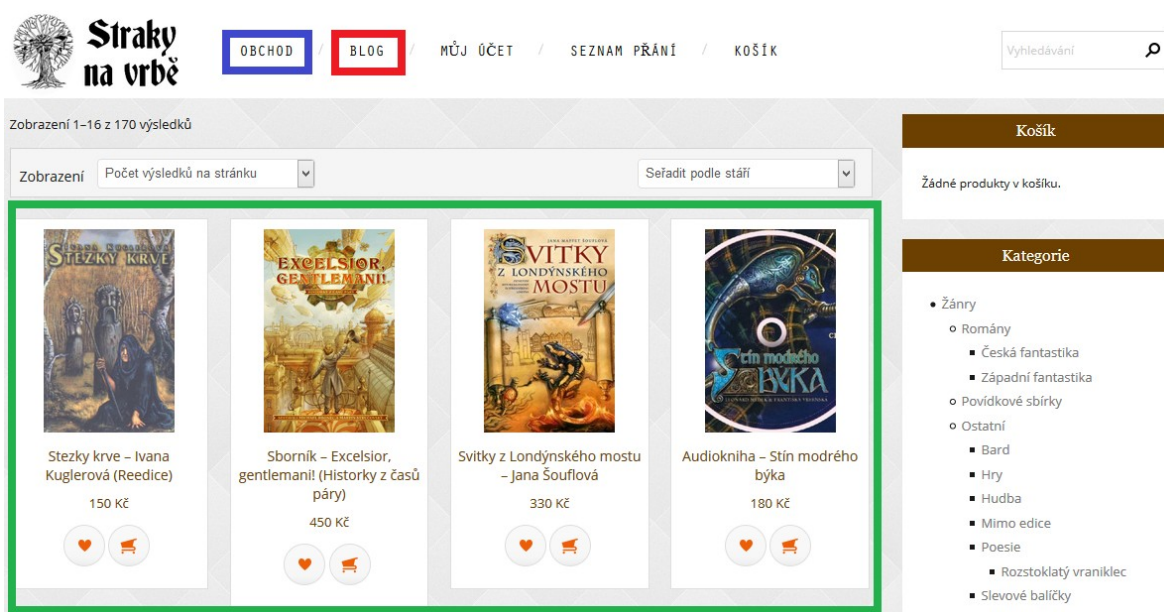 Straky
na vrbě
OBCHOD / BLOG / MŮJ ÚČET / SEZNAM PŘÁNÍ / KOŠÍK
Vyhledávání
Zobrazení 1–16 z 170 výsledků
Zobrazení
Počet výsledků na stránku
Seřadit podle stáří
IVANA KUGLEROVÁ
STEZKY KRVE
EXCELSIOR,
GENTLEMANI!
SVITKY
Z LONDÝNSKÉHO
MOSTU
Stín modrého
BÝKA
Stezky krve – Ivana
Kuglerová (Reedice)
150 Kč
Sborník – Excelsior,
gentlemani! (Historky z časů
páry)
450 Kč
Svitky z Londýnského mostu
– Jana Šouflová
330 Kč
Audiokniha – Stín modrého
býka
180 Kč
Košík
Žádné produkty v košíku.
Kategorie
Žánry
Romány
Česká fantastika
Západní fantastika
Povídkové sbírky
Ostatní
Bard
Hry
Hudba
Mimo edice
Poesie
Rozstoklatý vraniklec
Slevové balíčky